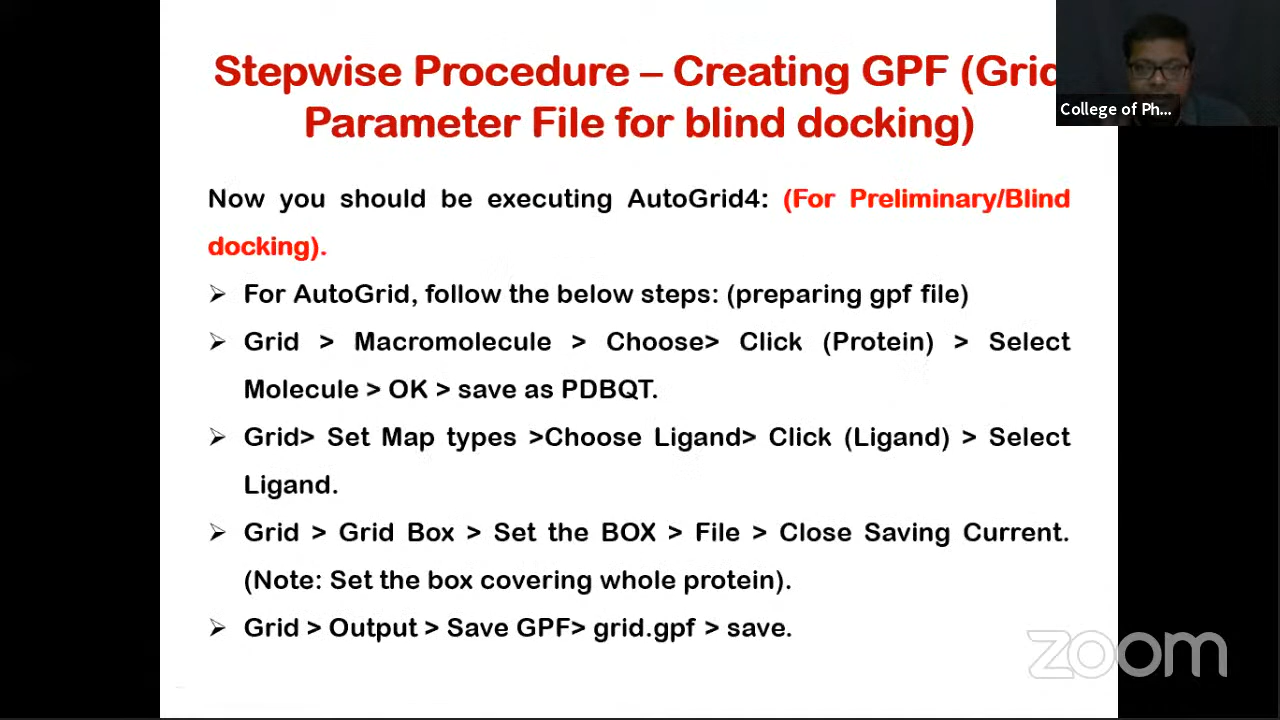 Stepwise Procedure – Creating GPF (Grid
Parameter File for blind docking)
College of Ph...
Now you should be executing AutoGrid4: (For Preliminary/Blind
docking).
➢ For AutoGrid, follow the below steps: (preparing gpf file)
➢ Grid > Macromolecule > Choose> Click (Protein) > Select
Molecule > OK > save as PDBQT.
➢ Grid> Set Map types >Choose Ligand> Click (Ligand) > Select
Ligand.
➢ Grid > Grid Box > Set the BOX > File > Close Saving Current.
(Note: Set the box covering whole protein).
➢ Grid > Output > Save GPF> grid.gpf > save.
zoom